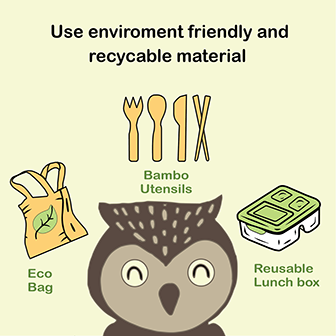 Use enviroment friendly and
recycable material
Bambo
Utensils
Eco
Bag
Reusable
Lunch box